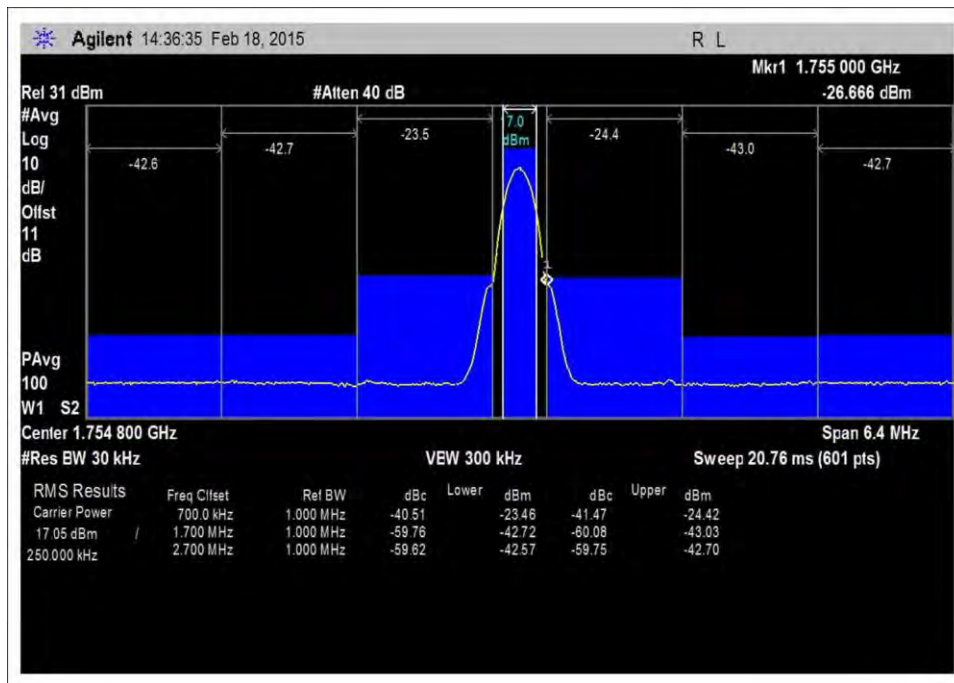 Agilent 14:36:35 Feb 18, 2015 R L
Mkr1 1.755 000 GHz
Rel 31 dBm #Atten 40 dB -26.666 dBm
#Avg
Log
10
dB/
Offst
11
dB
-42.6 -42.7 -23.5 7.0 dBm -24.4 -43.0 -42.7
1
PAvg
100
W1 S2
Center 1.754 800 GHz Span 6.4 MHz
#Res BW 30 kHz VEW 300 kHz Sweep 20.76 ms (601 pts)
RMS Results Freq Clfset Ref BW dBc Lower dBm dBc Upper dBm
Carrier Power 700.0 kHz 1.000 MHz -40.51 -23.46 -41.47 -24.42
17.05 dBm / 1.700 MHz 1.000 MHz -59.76 -42.72 -60.08 -43.03
250.000 kHz 2.700 MHz 1.000 MHz -59.62 -42.57 -59.75 -42.70